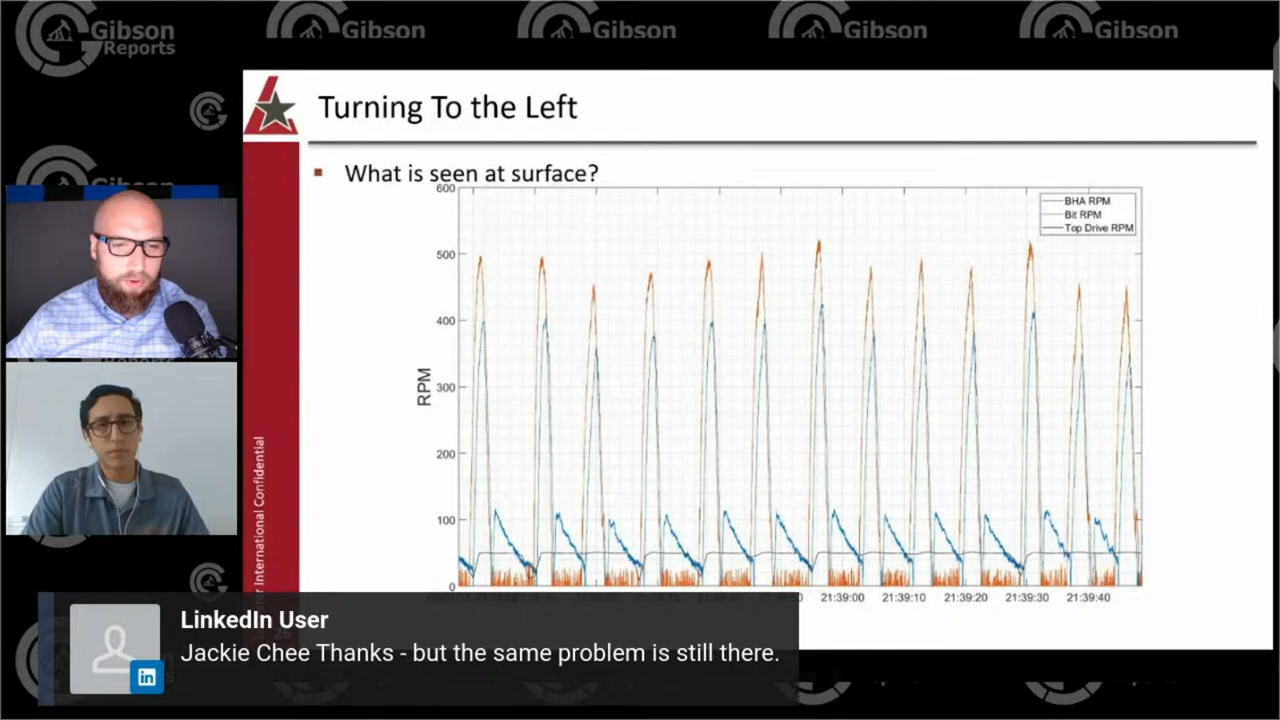 Gibson
Reports
Gibson
Gibson
Gibson
Gibson
Turning To the Left
What is seen at surface?
600
500
400
300
200
100
0
RPM
BHA RPM
Bit RPM
Top Drive RPM
21:39:00
21:39:10
21:39:20
21:39:30
21:39:40
International Confidential
LinkedIn User
Jackie Chee Thanks - but the same problem is still there.
in